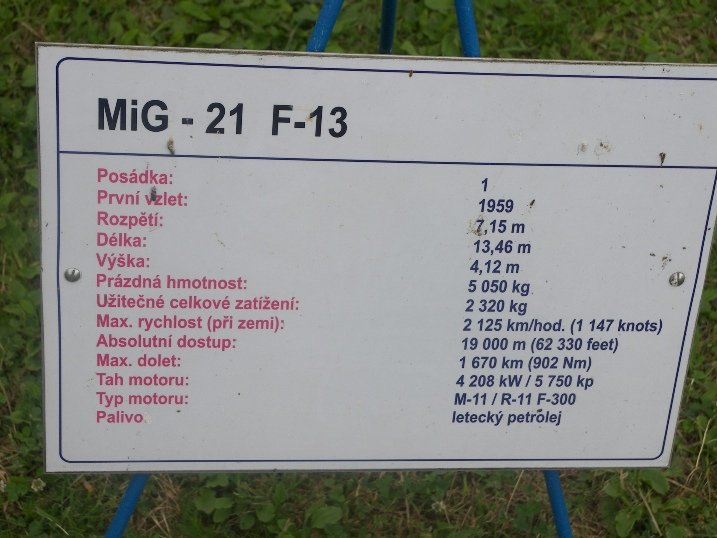 MiG - 21 F-13
Posádka: 1
První vzlet: 1959
Rozpětí: 7,15 m
Délka: 13,46 m
Výška: 4,12 m
Prázdná hmotnost: 5 050 kg
Užitečné celkové zatížení: 2 320 kg
Max. rychlost (při zemi): 2 125 km/hod. (1 147 knots)
Absolutní dostup: 19 000 m (62 330 feet)
Max. dolet: 1 670 km (902 Nm)
Tah motoru: 4 208 kW / 5 750 kp
Typ motoru: M-11 / R-11 F-300
Palivo: letecký petrolej